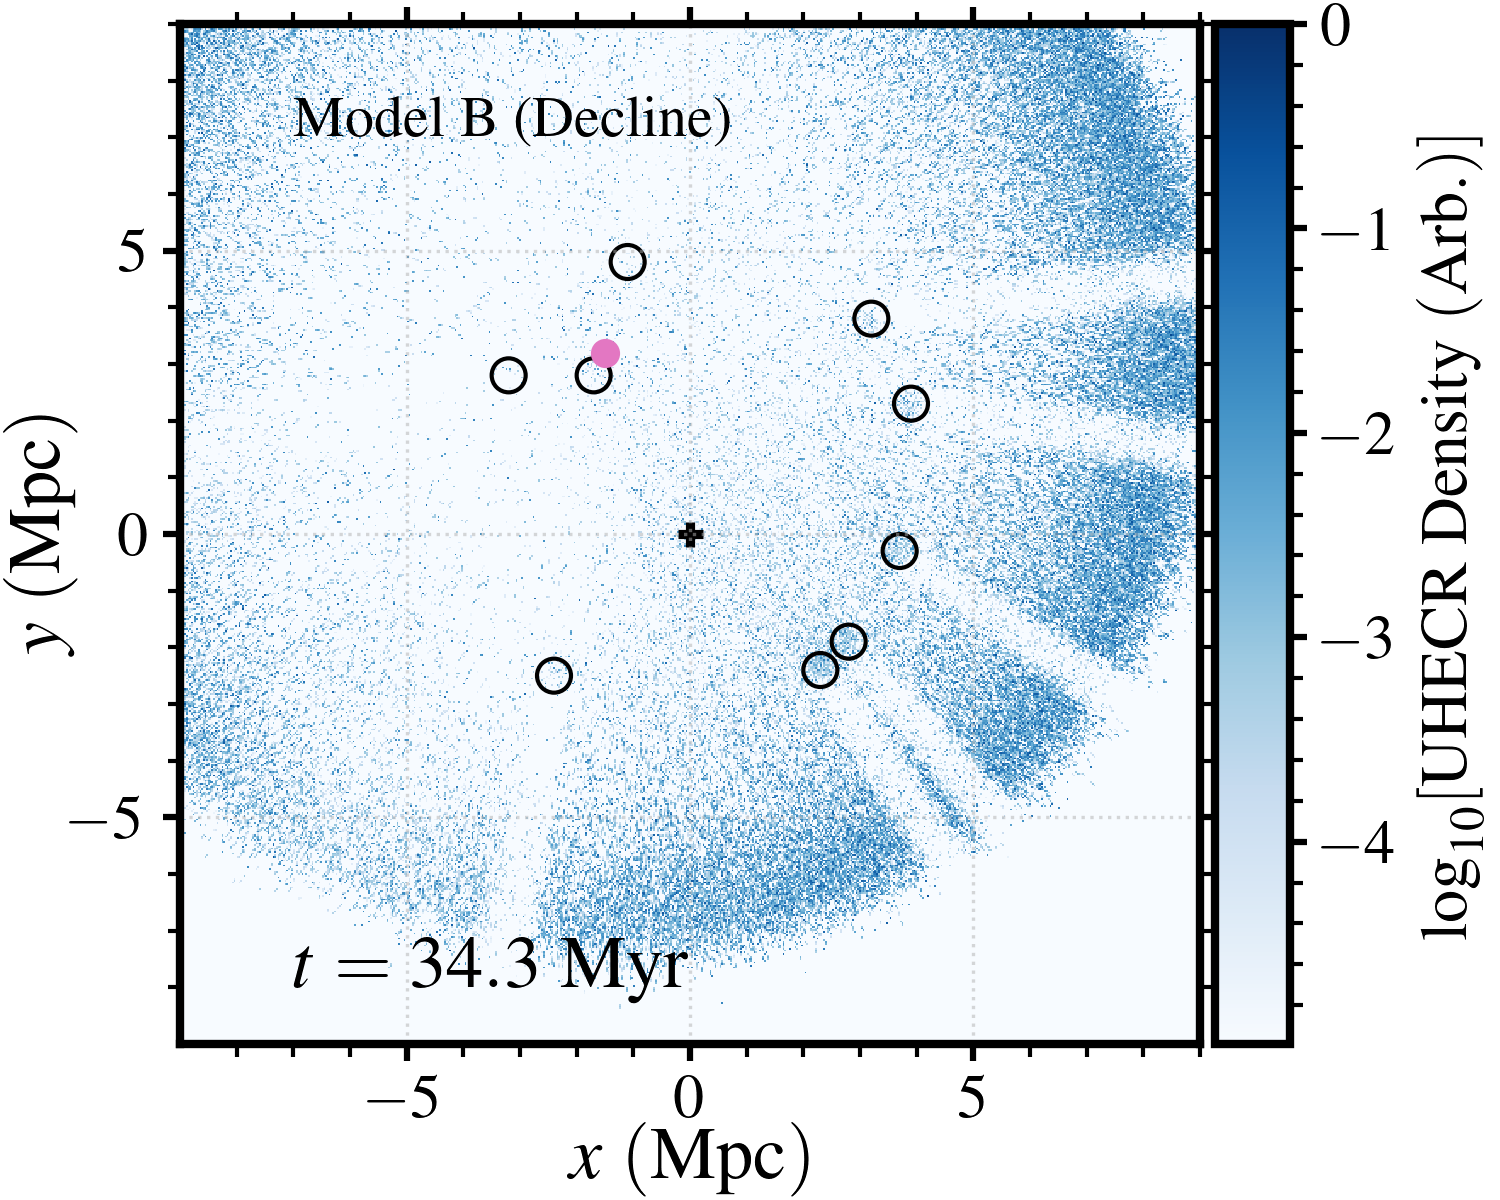 Model B (Decline)
t = 34.3 Myr
5
0
−5
y (Mpc)
−5
0
5
x (Mpc)
0
−1
−2
−3
−4
log10[UHECR Density (Arb.)]